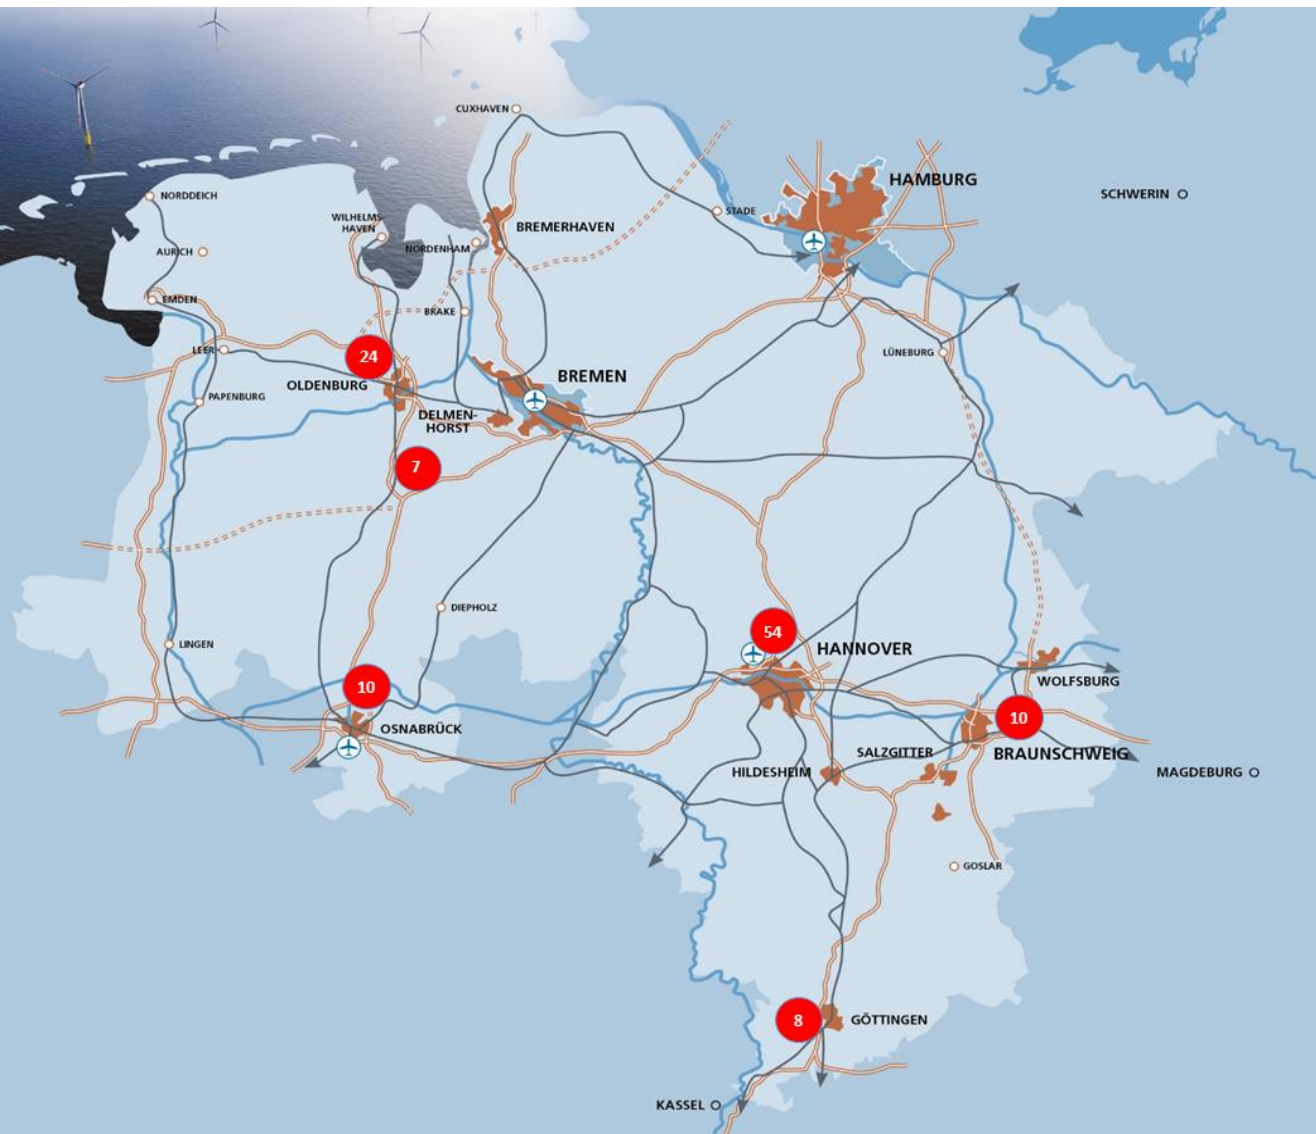 CUXHAVEN
HAMBURG
SCHWERIN
NORDDEICH
STADE
WILHELMS-
HAVEN
BREMERHAVEN
AURICH
NORDENHAM
EMDEN
BRAKE
LEER
24
LÜNEBURG
OLDENBURG
BREMEN
PAPENBURG
DELMEN-
HORST
7
DIEPHOLZ
54
LINGEN
HANNOVER
10
WOLFSBURG
10
OSNABRÜCK
SALZGITTER
BRAUNSCHWEIG
HILDESHEIM
MAGDEBURG
GOSLAR
8
GÖTTINGEN
KASSEL